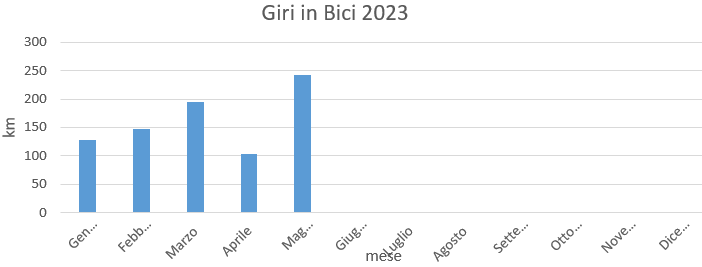 Giri in Bici 2023
300
250
200
150
100
50
0
km
Gen...
Febb...
Marzo
Aprile
Mag...
Giug...
Luglio
Agosto
Sette...
Otto...
Nove...
Dice...
mese